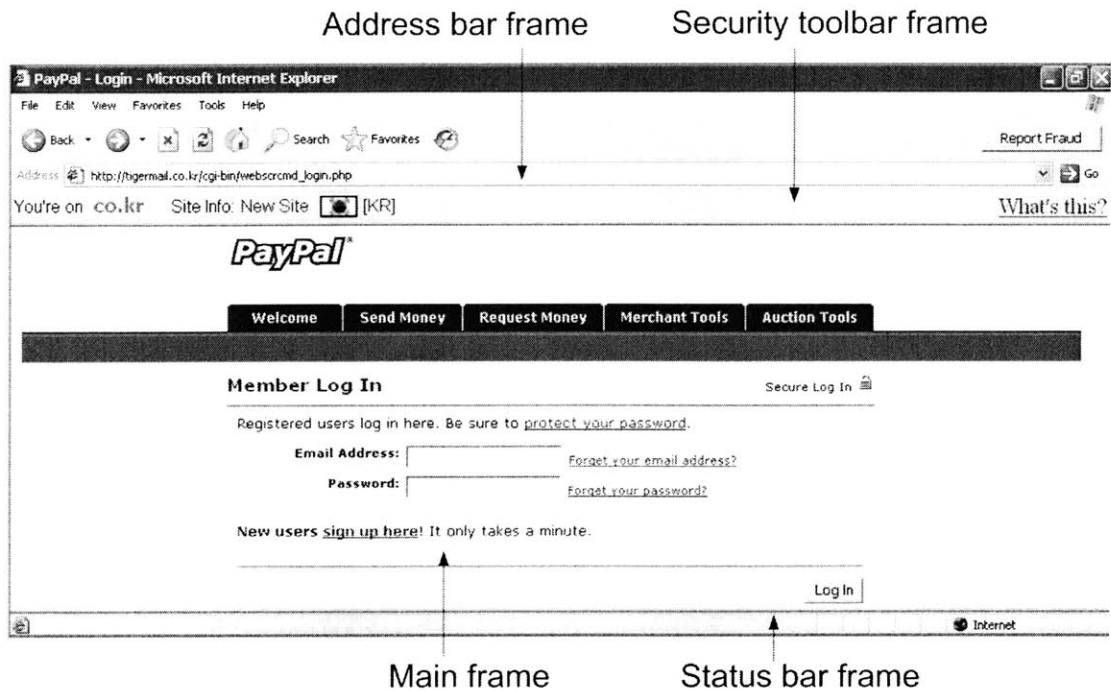 Address bar frame Security toolbar frame
PayPal - Login - Microsoft Internet Explorer
File Edit View Favorites Tools Help
Back Search Favorites Report Fraud
Address http://tigermail.co.kr/cgi-bin/webscrcmd_login.php Go
You're on co.kr Site Info: New Site [KR] What's this?
PayPal
Welcome Send Money Request Money Merchant Tools Auction Tools
Member Log In Secure Log In
Registered users log in here. Be sure to protect your password.
Email Address: Forget your email address?
Password: Forget your password?
New users sign up here! It only takes a minute.
Log In
Internet
Main frame Status bar frame